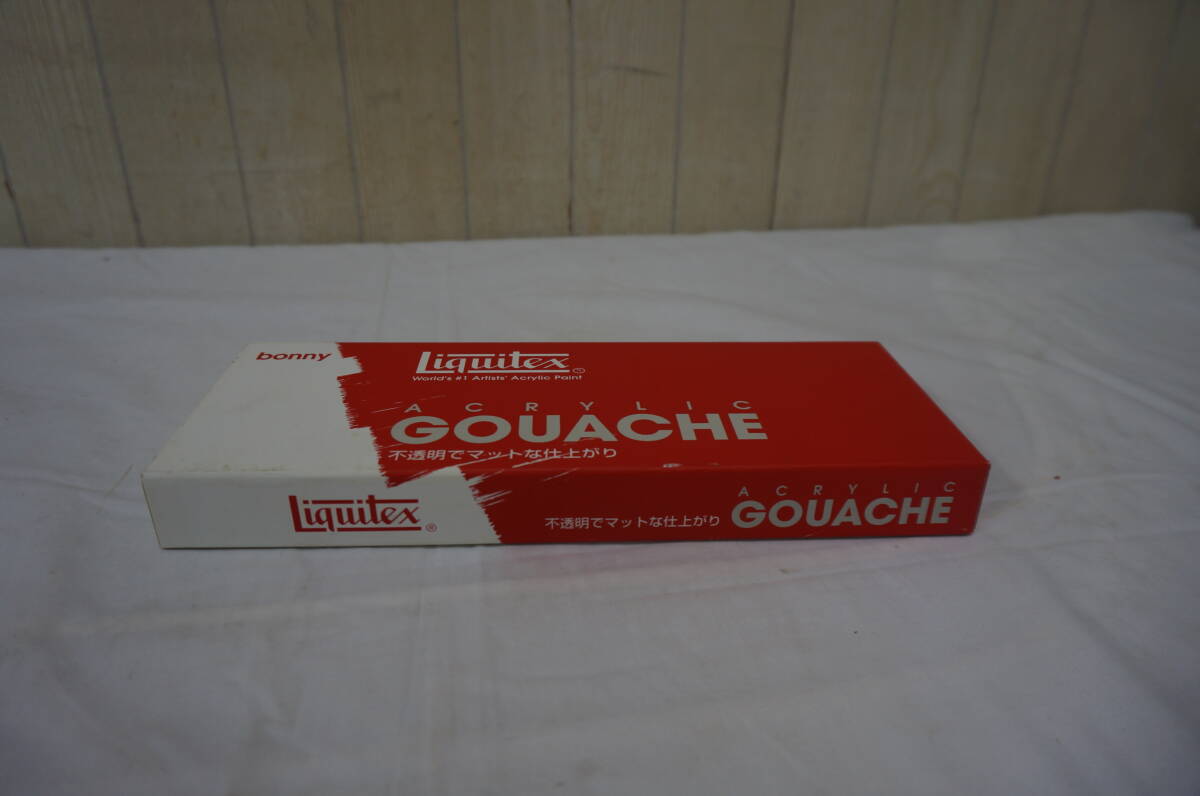 bonny
Liquitex®
World's #1 Artists' Acrylic Paint
ACRYLIC
GOUACHE
不透明でマットな仕上がり
Liquitex®
不透明でマットな仕上がり
ACRYLIC
GOUACHE